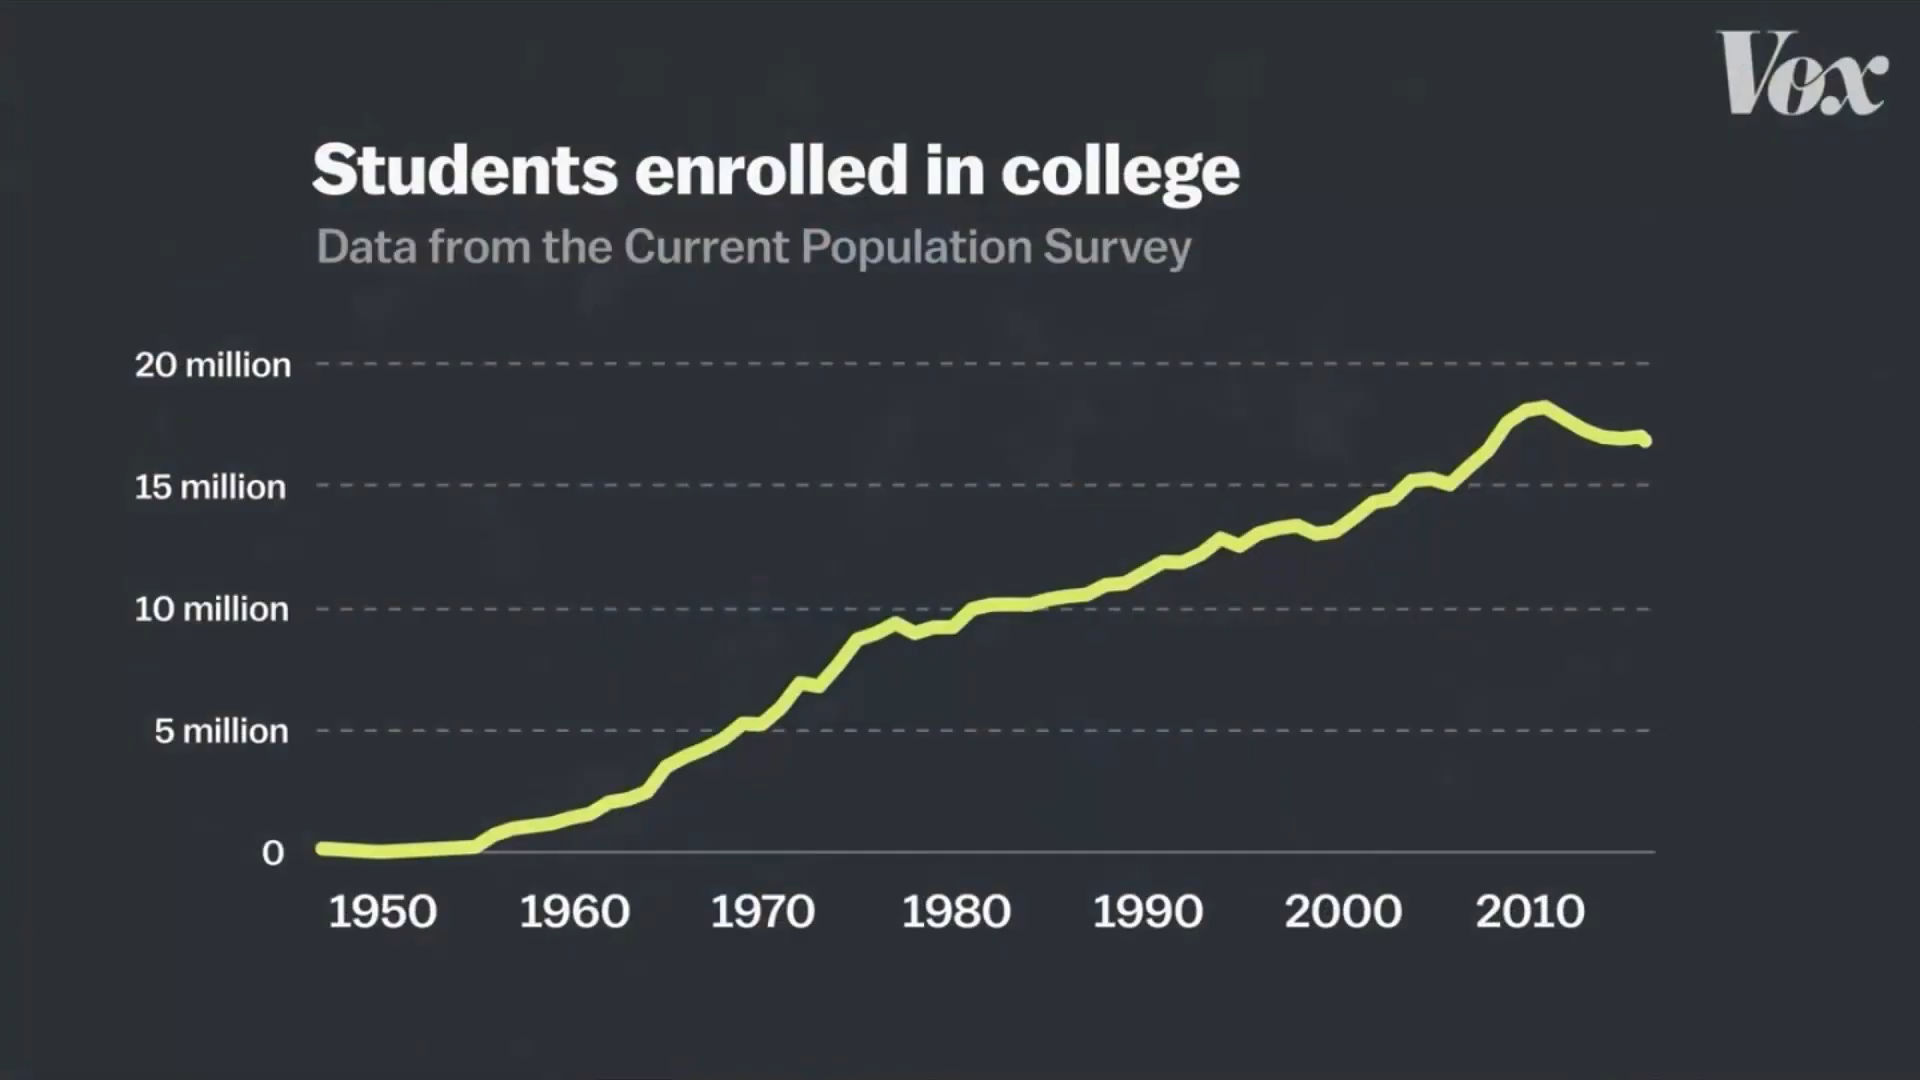 Vox
Students enrolled in college
Data from the Current Population Survey
20 million
15 million
10 million
5 million
0
1950 1960 1970 1980 1990 2000 2010